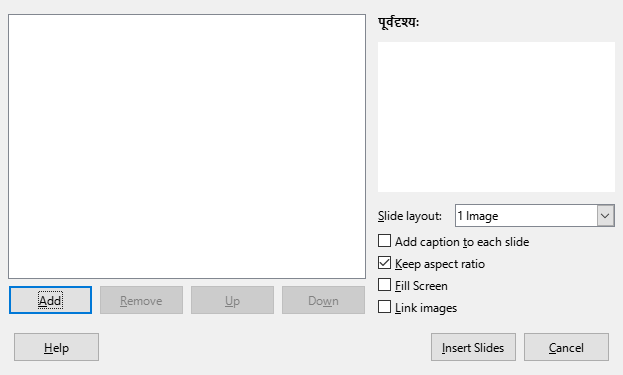 पूर्वदृश्यः
Slide layout: 1 Image
Add caption to each slide
Keep aspect ratio
Fill Screen
Link images
Add Remove Up Down
Help Insert Slides Cancel